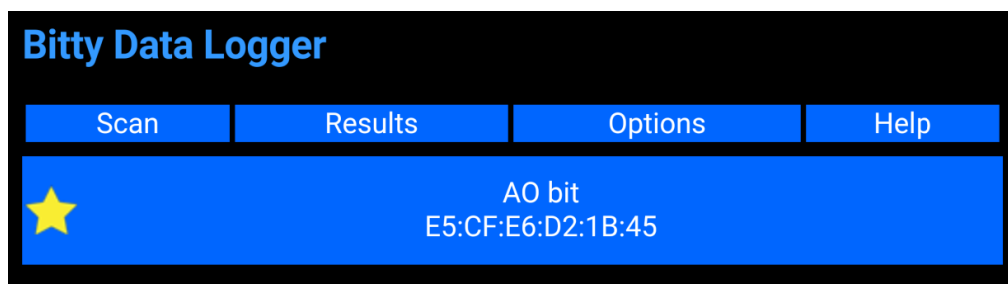 Bitty Data Logger
Scan Results Options Help
AO bit
E5:CF:E6:D2:1B:45